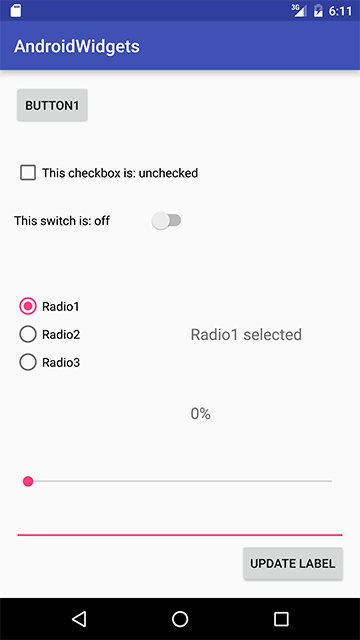 3G 6:11
AndroidWidgets
BUTTON1
This checkbox is: unchecked
This switch is: off
Radio1
Radio2 Radio1 selected
Radio3
0%
UPDATE LABEL